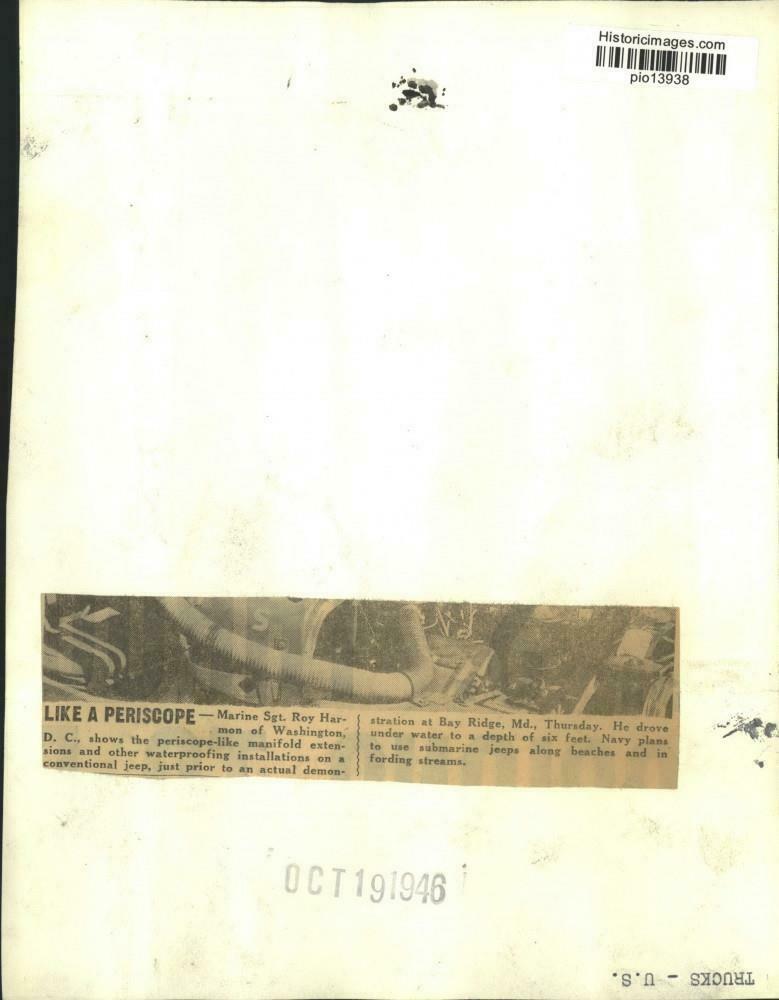 Historicimages.com
pio13938
S
LIKE A PERISCOPE — Marine Sgt. Roy Har-
mon of Washington,
D. C., shows the periscope-like manifold exten-
sions and other waterproofing installations on a
conventional jeep, just prior to an actual demon-
stration at Bay Ridge, Md., Thursday. He drove
under water to a depth of six feet. Navy plans
to use submarine jeeps along beaches and in
fording streams.
OCT 19 1946
TRUCKS - U.S.